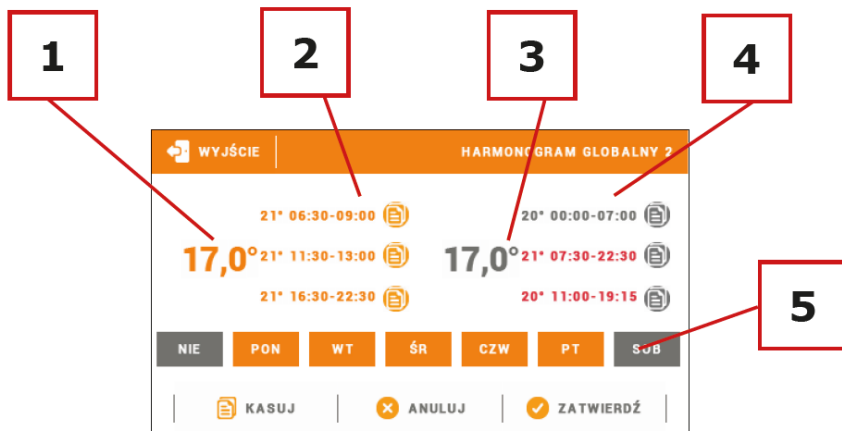 1 2 3 4
WYJŚCIE HARMONOGRAM GLOBALNY 2
21° 06:30-09:00 20° 00:00-07:00
17,0° 21° 11:30-13:00 17,0° 21° 07:30-22:30
21° 16:30-22:30 20° 11:00-19:15
5
NIE PON WT ŚR CZW PT SOB
KASUJ ANULUJ ZATWIERDŹ